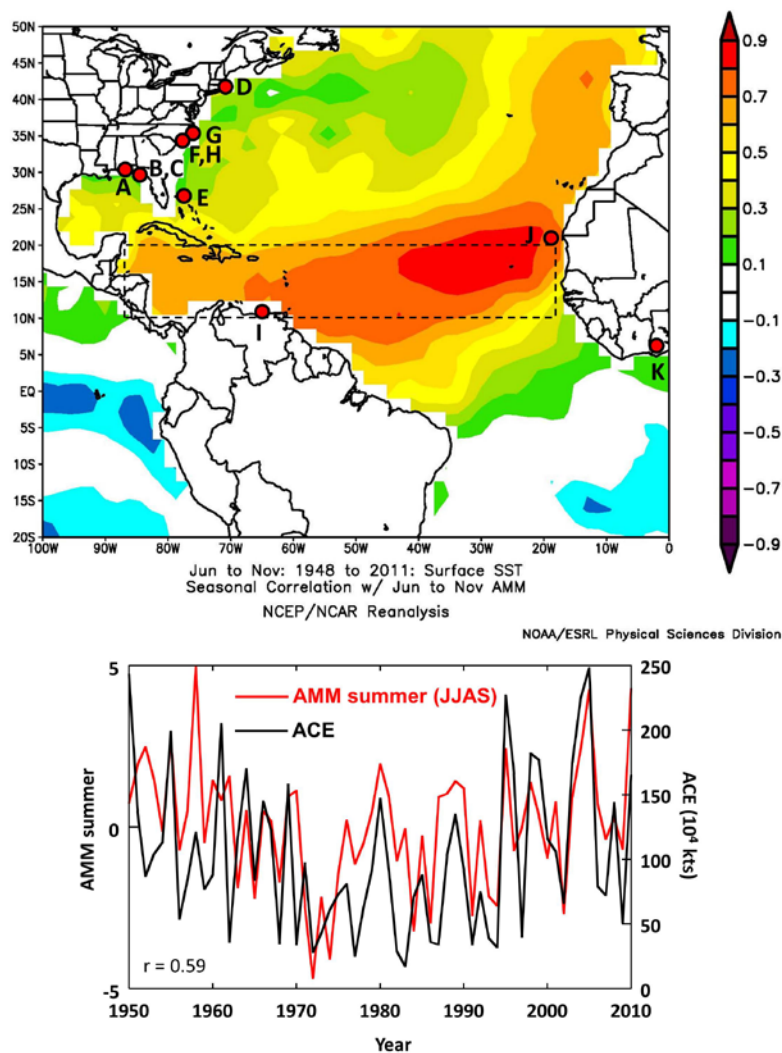 50N
45N
40N
35N
30N
25N
20N
15N
10N
5N
EQ
5S
10S
15S
20S
100W 90W 80W 70W 60W 50W 40W 30W 20W 10W 0
D
G
F,H
B, C
A
E
J
I
K
0.9
0.7
0.5
0.3
0.1
−0.1
−0.3
−0.5
−0.7
−0.9
Jun to Nov: 1948 to 2011: Surface SST
Seasonal Correlation w/ Jun to Nov AMM
NCEP/NCAR Reanalysis
NOAA/ESRL Physical Sciences Division
AMM summer (JJAS)
ACE
AMM summer
5
0
-5
ACE (10⁴ kts)
250
200
150
100
50
0
r = 0.59
1950 1960 1970 1980 1990 2000 2010
Year